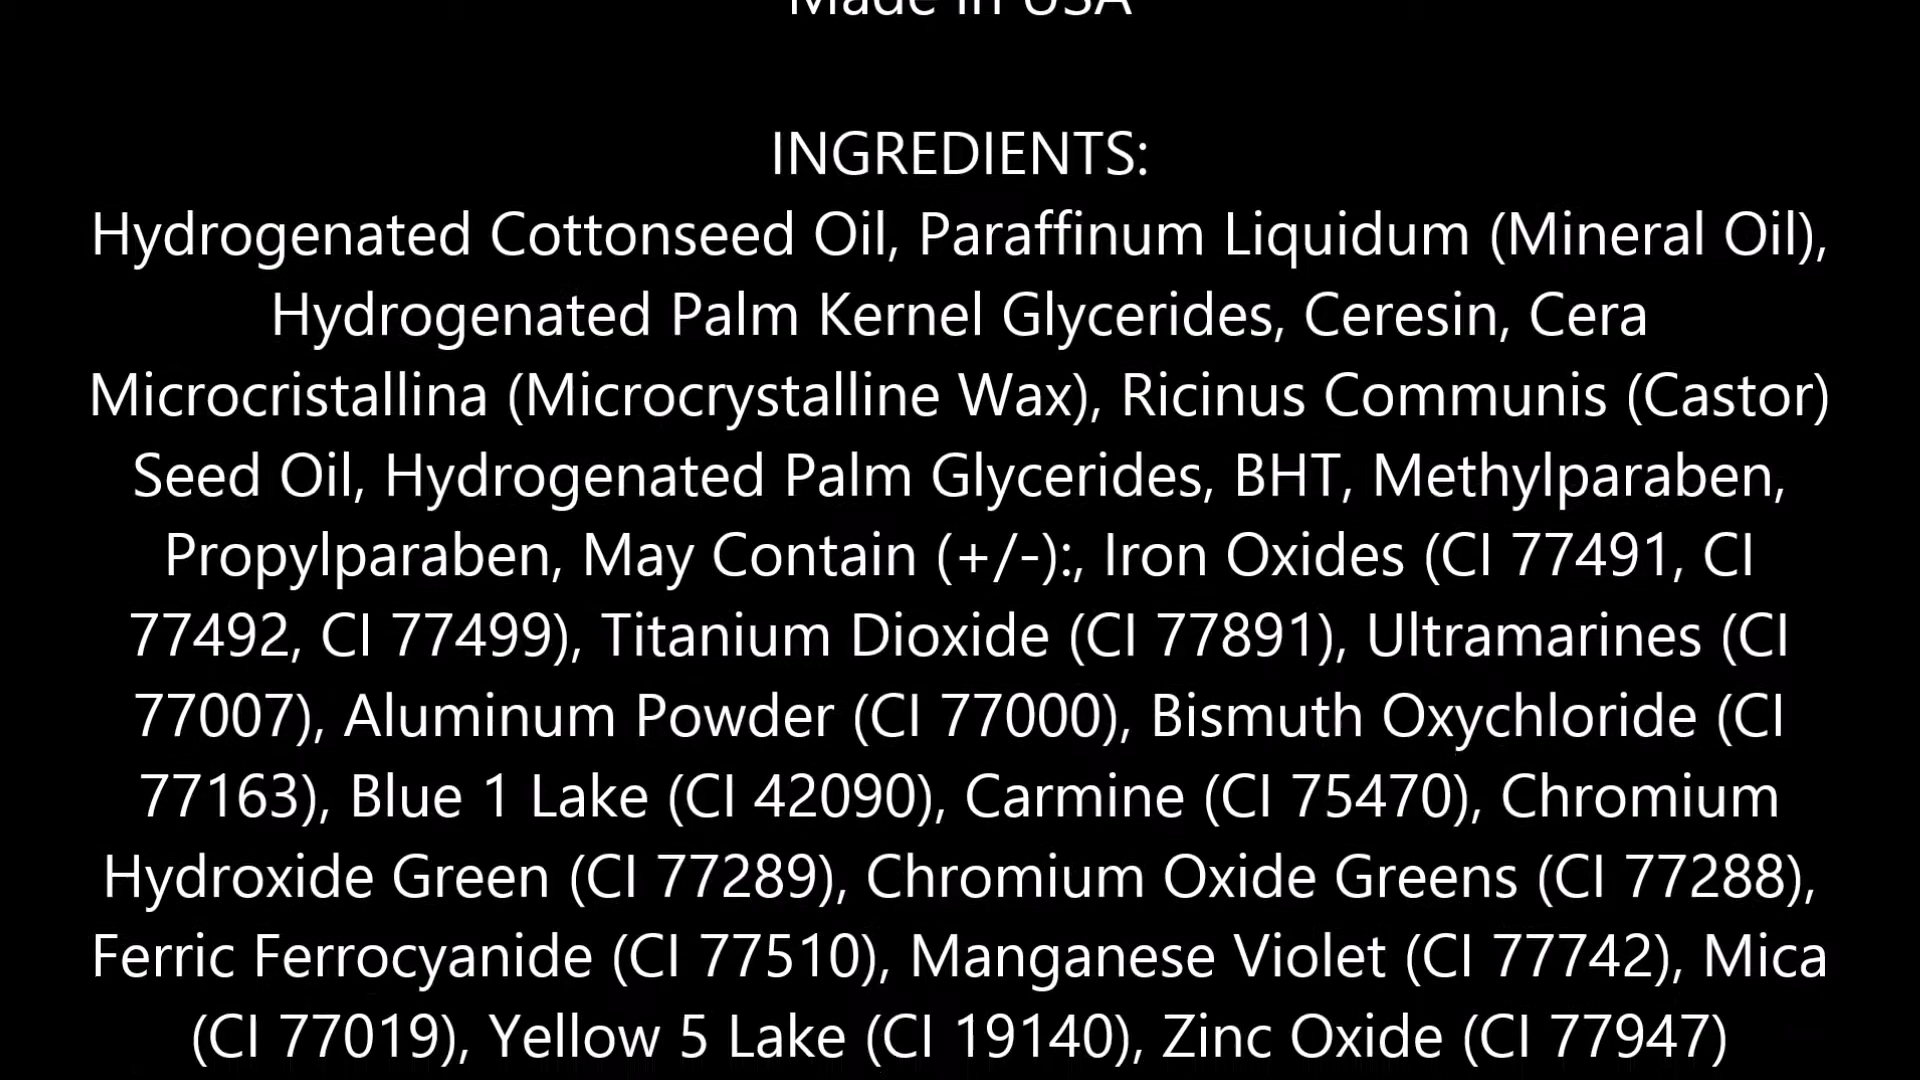 Made in USA
INGREDIENTS:
Hydrogenated Cottonseed Oil, Paraffinum Liquidum (Mineral Oil),
Hydrogenated Palm Kernel Glycerides, Ceresin, Cera
Microcristallina (Microcrystalline Wax), Ricinus Communis (Castor)
Seed Oil, Hydrogenated Palm Glycerides, BHT, Methylparaben,
Propylparaben, May Contain (+/-):, Iron Oxides (CI 77491, CI
77492, CI 77499), Titanium Dioxide (CI 77891), Ultramarines (CI
77007), Aluminum Powder (CI 77000), Bismuth Oxychloride (CI
77163), Blue 1 Lake (CI 42090), Carmine (CI 75470), Chromium
Hydroxide Green (CI 77289), Chromium Oxide Greens (CI 77288),
Ferric Ferrocyanide (CI 77510), Manganese Violet (CI 77742), Mica
(CI 77019), Yellow 5 Lake (CI 19140), Zinc Oxide (CI 77947)